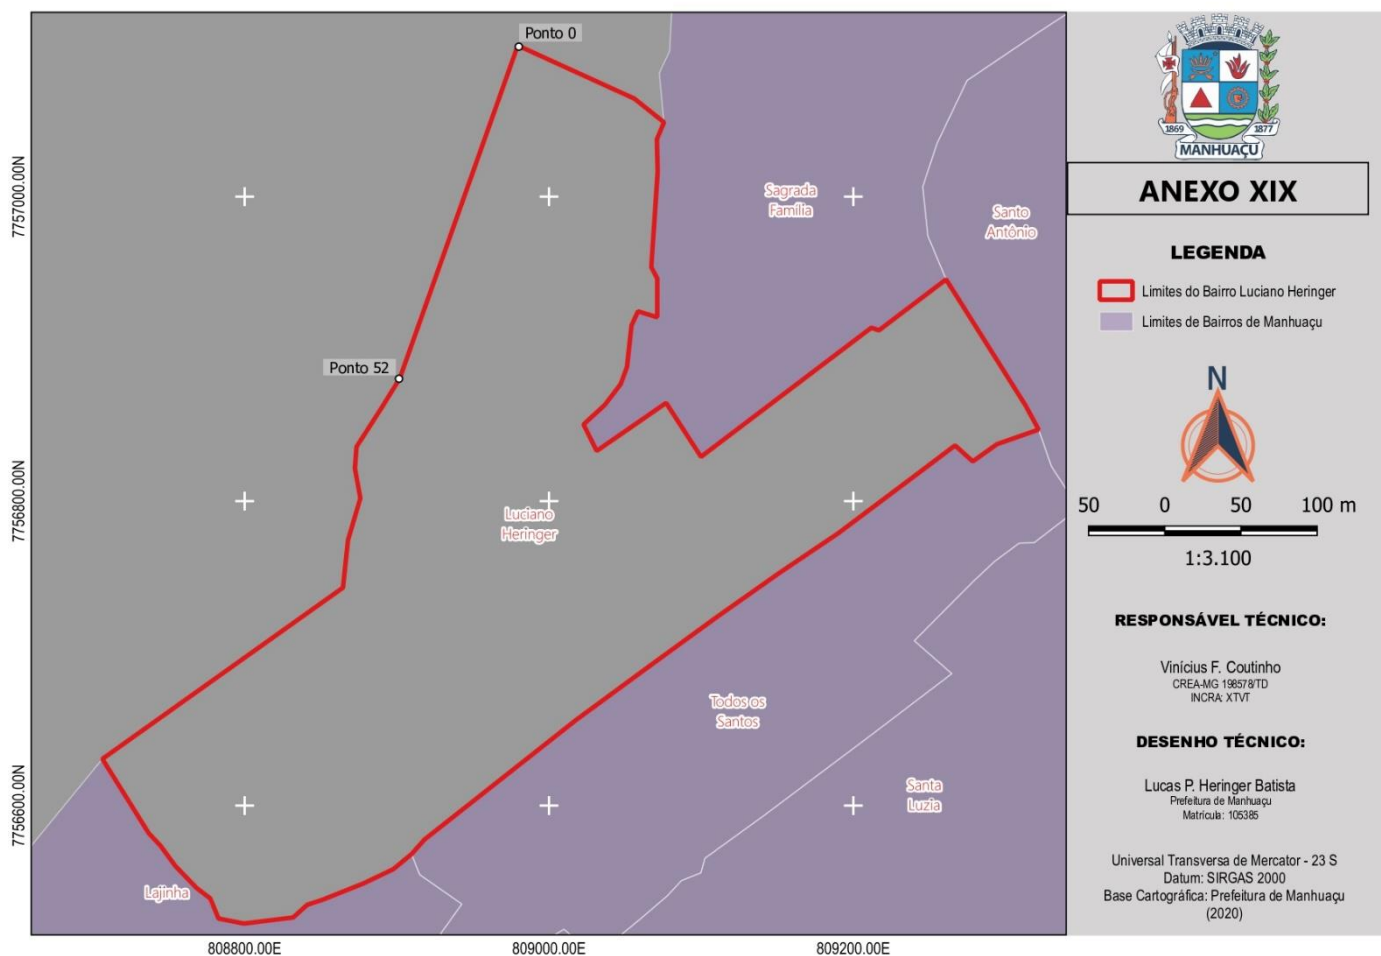 Ponto 0
Ponto 52
Sagrada
Família
Santo
Antônio
Luciano
Heringer
Todos os
Santos
Santa
Luzia
Lajinha
7757000.00N
7756800.00N
7756600.00N
808800.00E
809000.00E
809200.00E
1869
1877
MANHUAÇU
ANEXO XIX
LEGENDA
Limites do Bairro Luciano Heringer
Limites de Bairros de Manhuaçu
N
50 0 50 100 m
1:3.100
RESPONSÁVEL TÉCNICO:
Vinícius F. Coutinho
CREA-MG 198578/TD
INCRA: XTVT
DESENHO TÉCNICO:
Lucas P. Heringer Batista
Prefeitura de Manhuaçu
Matrícula: 105385
Universal Transversa de Mercator - 23 S
Datum: SIRGAS 2000
Base Cartográfica: Prefeitura de Manhuaçu
(2020)